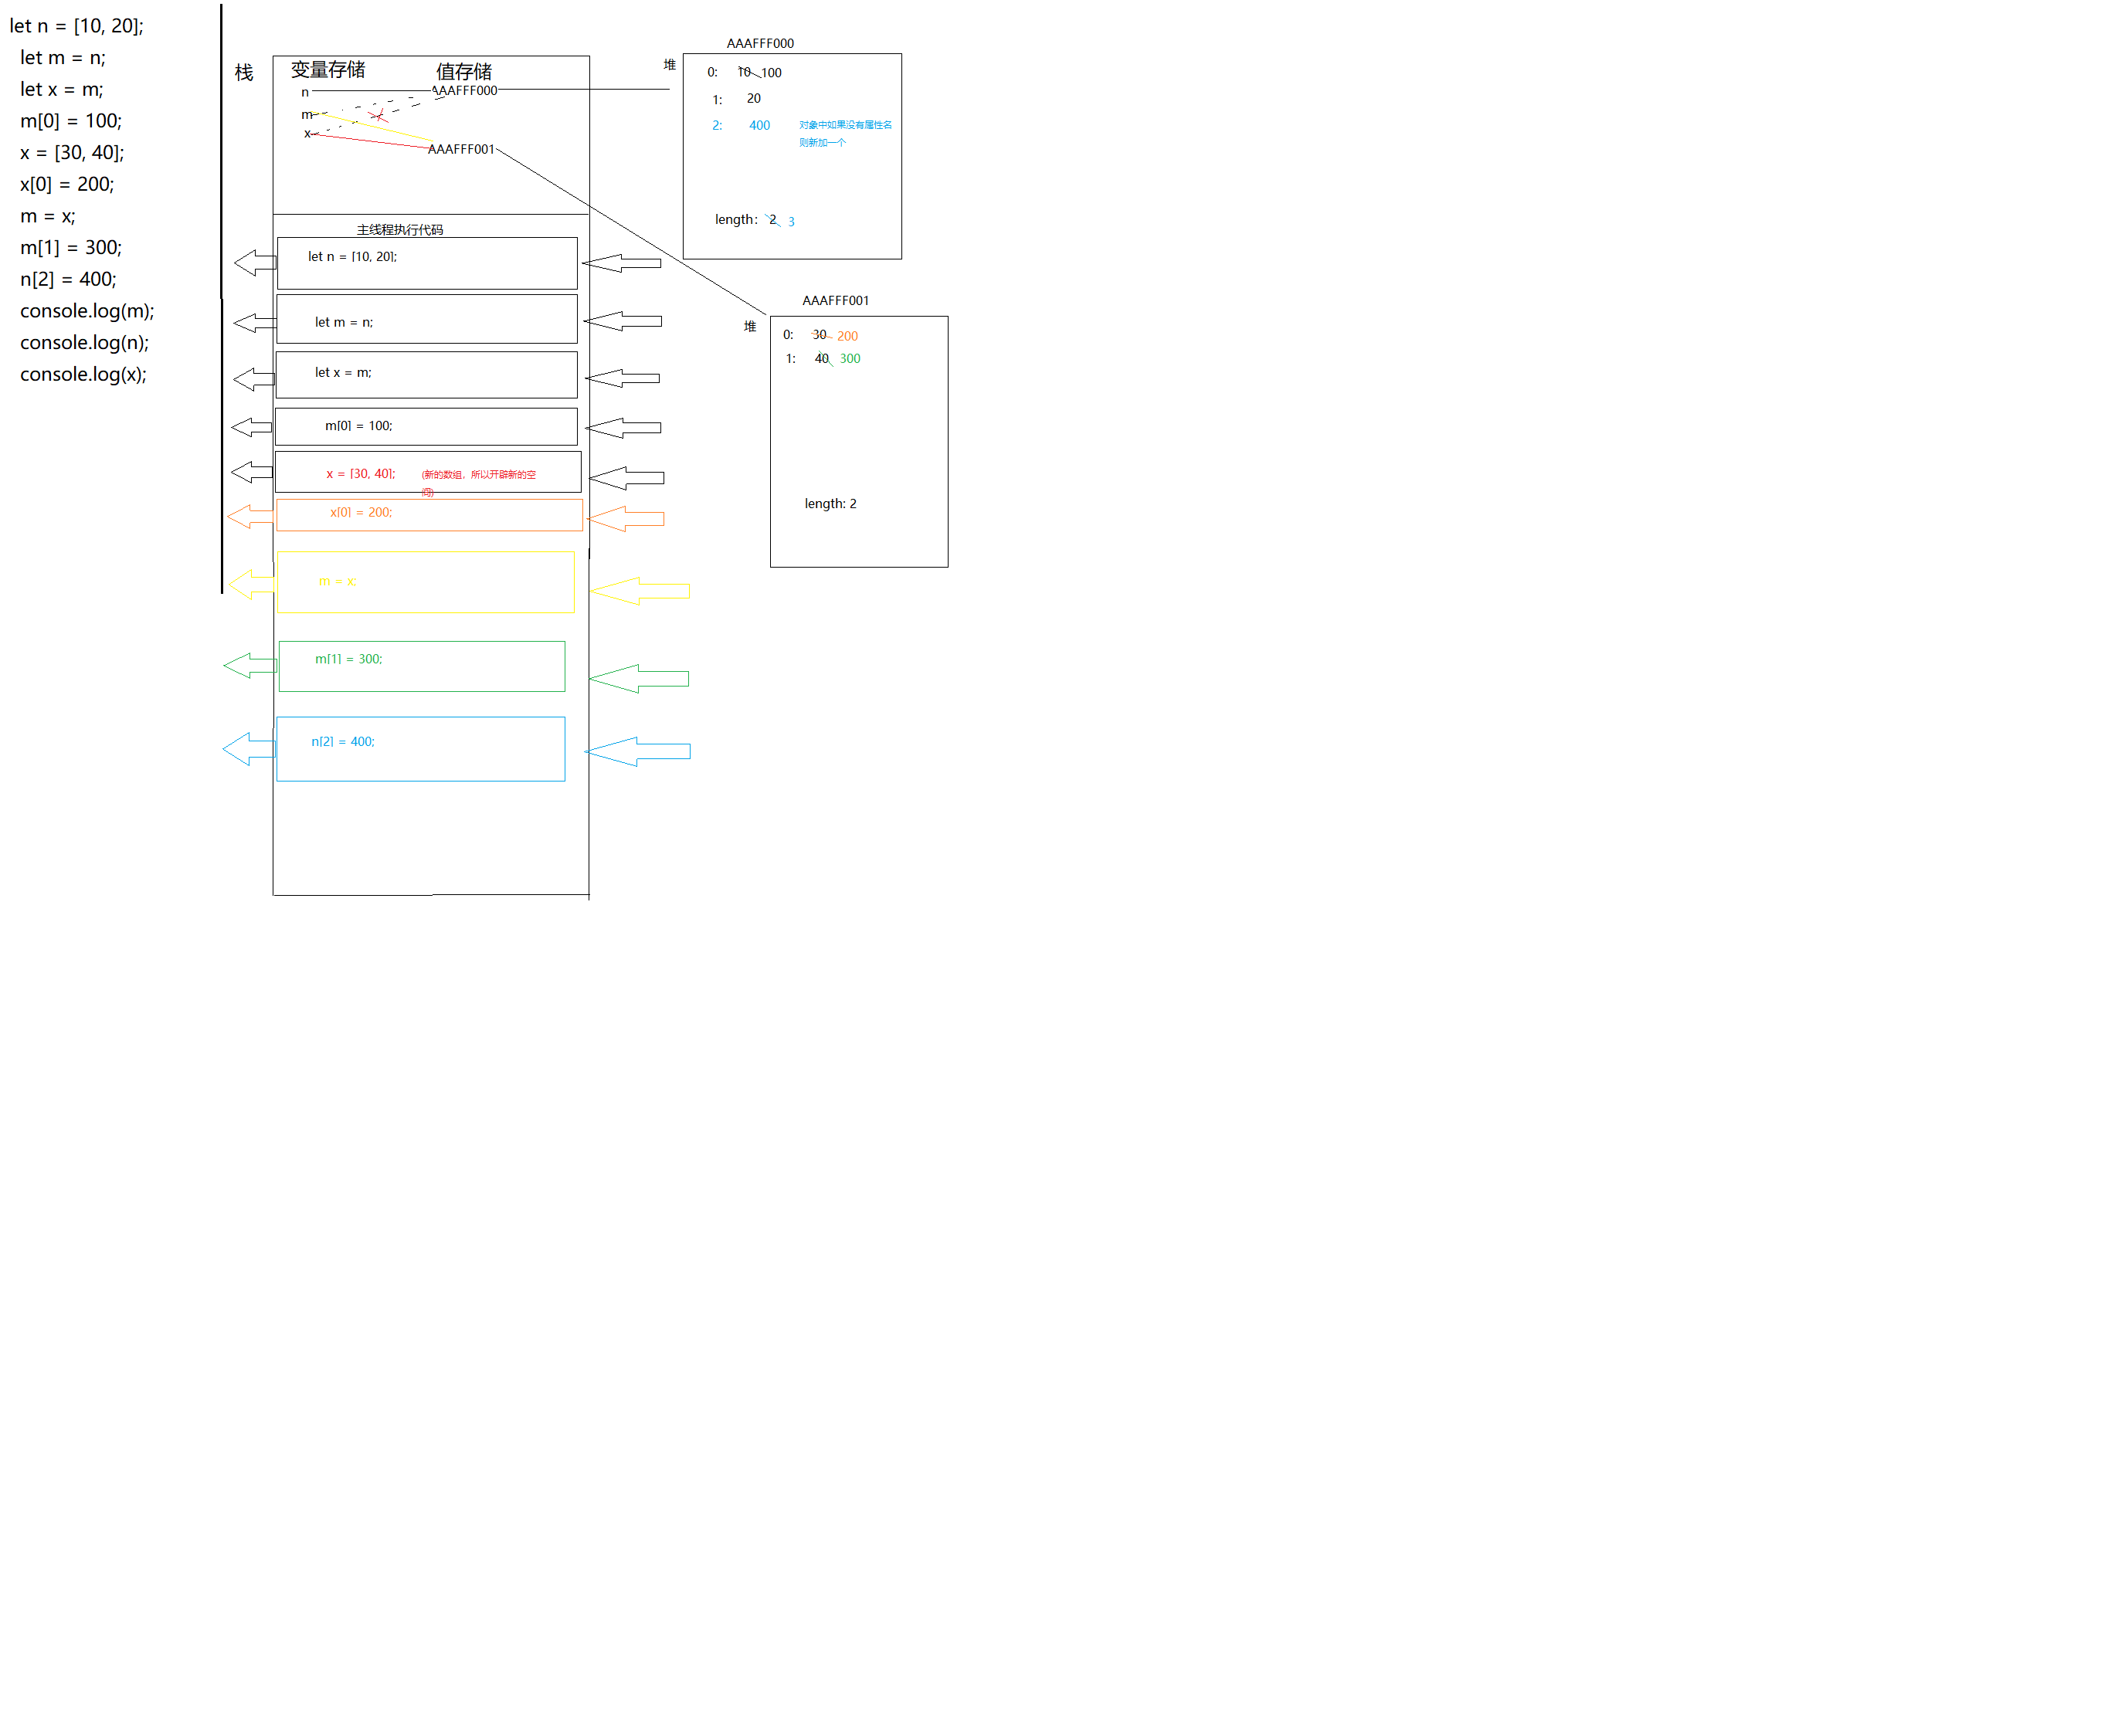 let n = [10, 20];
let m = n;
let x = m;
m[0] = 100;
x = [30, 40];
x[0] = 200;
m = x;
m[1] = 300;
n[2] = 400;
console.log(m);
console.log(n);
console.log(x);
栈
变量存储 值存储
n AAAFFF000
m
x
AAAFFF001
主线程执行代码
let n = [10, 20];
let m = n;
let x = m;
m[0] = 100;
x = [30, 40]; (新的数组，所以开辟新的空
间)
x[0] = 200;
m = x;
m[1] = 300;
n[2] = 400;
AAAFFF000
堆
0: 10 100
1: 20
2: 400 对象中如果没有属性名
则新加一个
length： 2 3
AAAFFF001
堆
0: 30 200
1: 40 300
length: 2